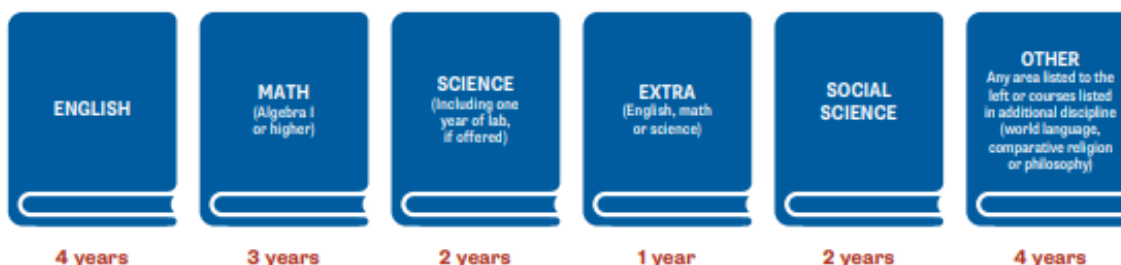 ENGLISH
4 years
MATH
(Algebra I
or higher)
3 years
SCIENCE
(Including one
year of lab,
if offered)
2 years
EXTRA
(English, math
or science)
1 year
SOCIAL
SCIENCE
2 years
OTHER
Any area listed to the
left or courses listed
in additional discipline
(world language,
comparative religion
or philosophy)
4 years